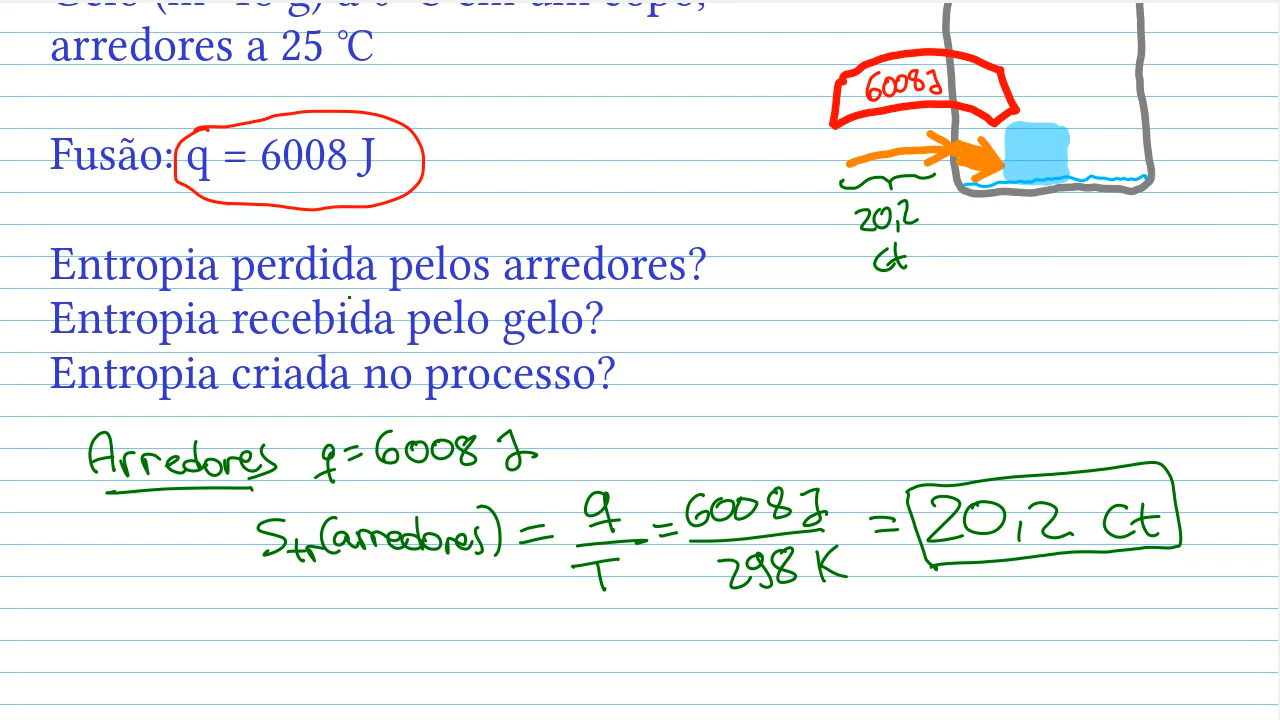 arredores a 25 ℃
6008 J
Fusão: q = 6008 J
20,2
Ct
Entropia perdida pelos arredores?
Entropia recebida pelo gelo?
Entropia criada no processo?
Arredores q = 6008 J
Str(arredores) = q/T = 6008 J/298 K = 20,2 Ct